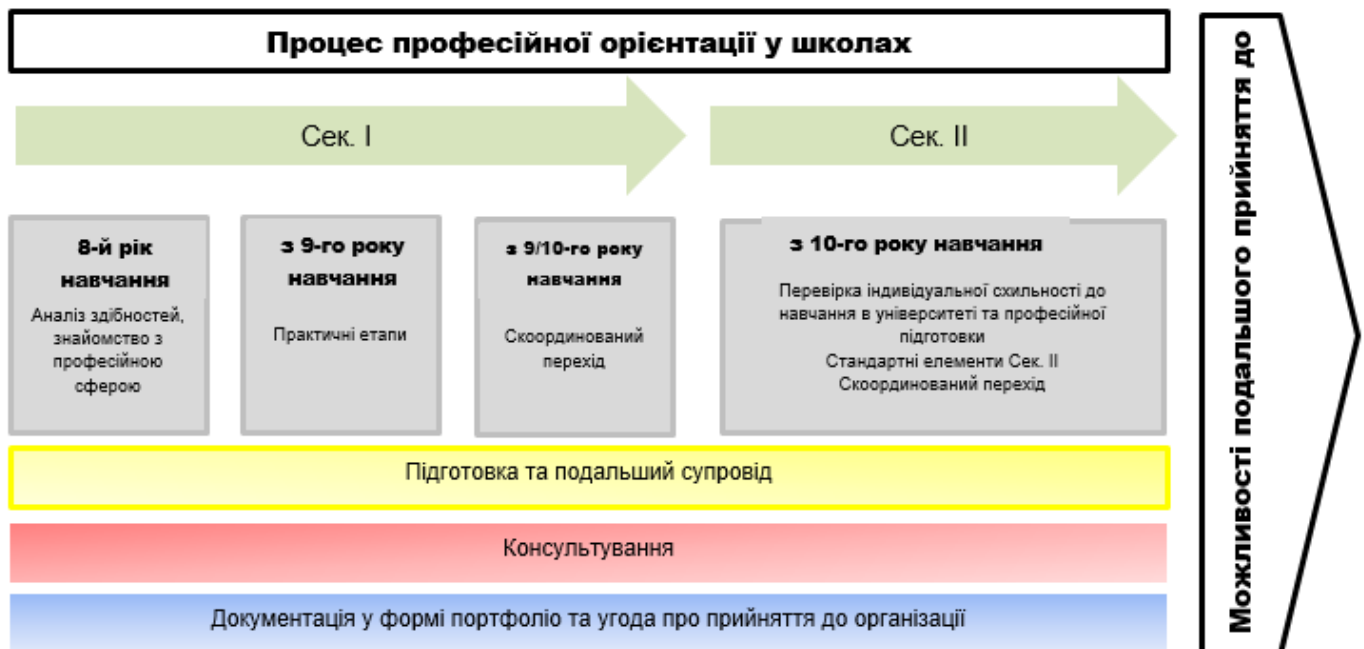 Процес професійної орієнтації у школах
Сек. I
Сек. II
8-й рік
навчання
Аналіз здібностей,
знайомство з
професійною
сферою
з 9-го року
навчання
Практичні етапи
з 9/10-го року
навчання
Скоординований
перехід
з 10-го року навчання
Перевірка індивідуальної схильності до
навчання в університеті та професійної
підготовки
Стандартні елементи Сек. II
Скоординований перехід
Підготовка та подальший супровід
Консультування
Документація у формі портфоліо та угода про прийняття до організації
Можливості подальшого прийняття до